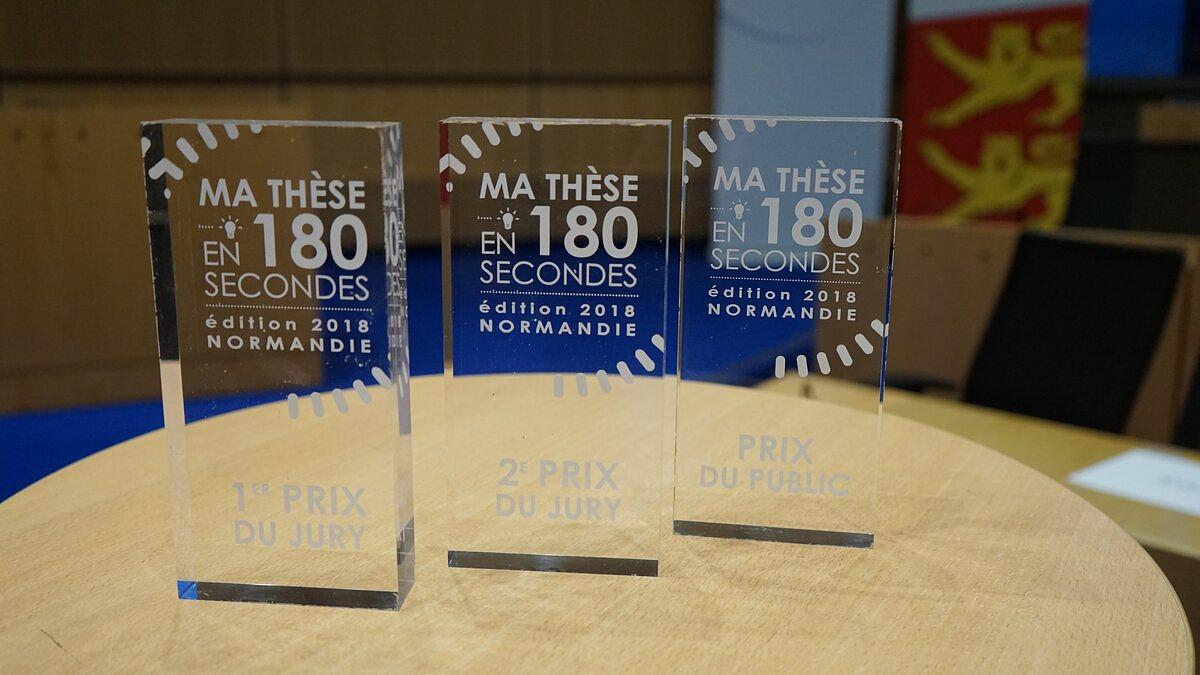 MA THÈSE
EN 180
SECONDES
édition 2018
NORMANDIE
1ER PRIX
DU JURY
MA THÈSE
EN 180
SECONDES
édition 2018
NORMANDIE
2E PRIX
DU JURY
MA THÈSE
EN 180
SECONDES
édition 2018
NORMANDIE
PRIX
DU PUBLIC